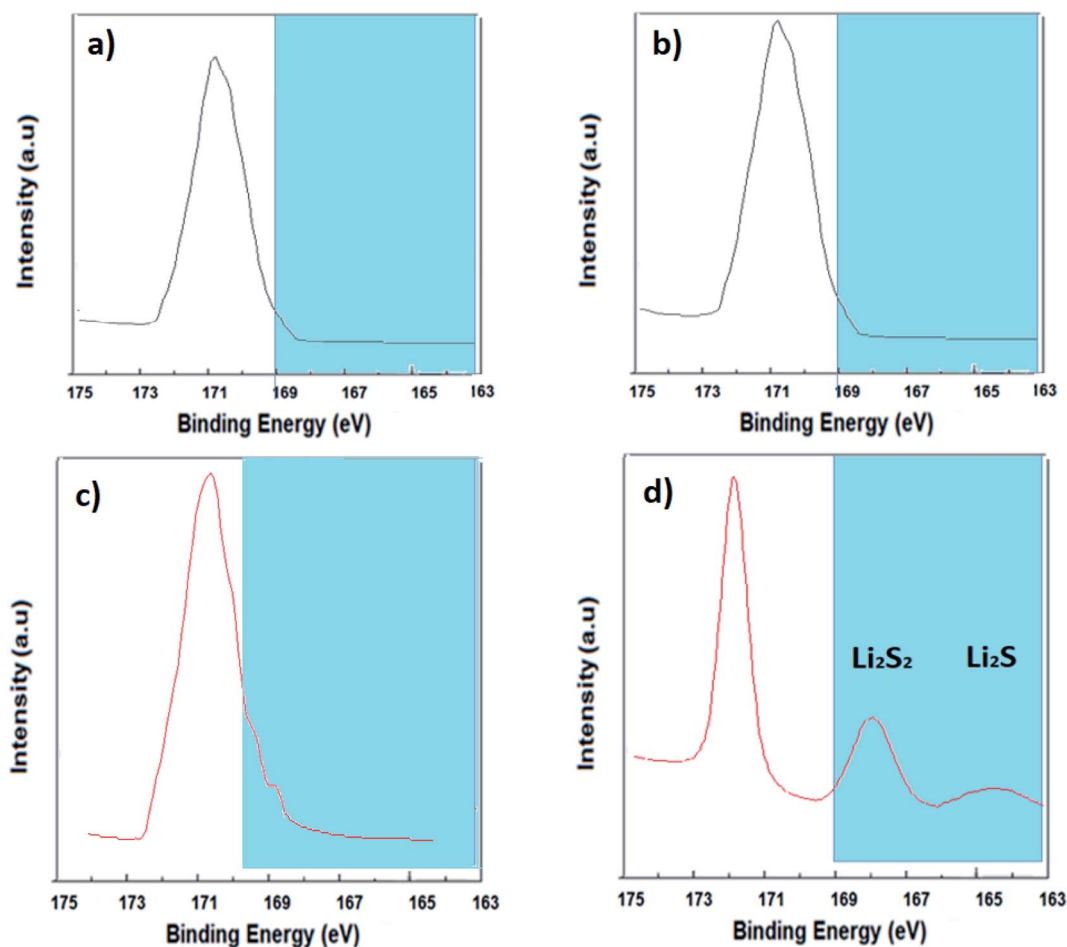 a)
Intensity (a.u)
175 173 171 169 167 165 163
Binding Energy (eV)
b)
Intensity (a.u)
175 173 171 169 167 165 163
Binding Energy (eV)
c)
Intensity (a.u)
175 173 171 169 167 165 163
Binding Energy (eV)
d)
Li₂S₂ Li₂S
Intensity (a.u)
175 173 171 169 167 165 163
Binding Energy (eV)